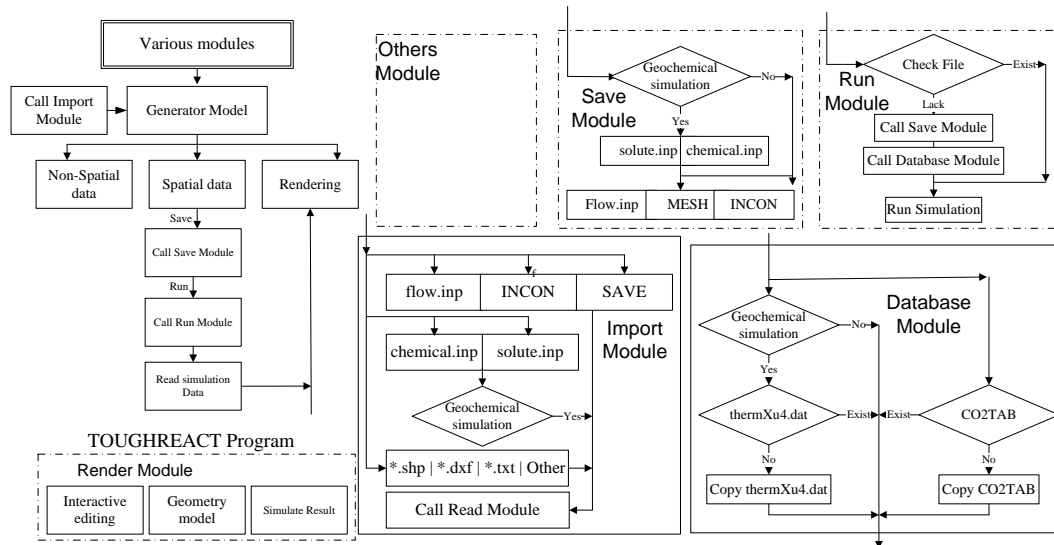 Various modules
Call Import
Module
Generator Model
Non-Spatial
data
Spatial data
Rendering
Save
Call Save Module
Run
Call Run Module
Read simulation
Data
TOUGHREACT Program
Render Module
Interactive
editing
Geometry
model
Simulate Result
Others
Module
Geochemical
simulation
No
Save
Module
Yes
solute.inp
chemical.inp
Flow.inp
MESH
INCON
Check File
Exist
Run
Module
Lack
Call Save Module
Call Database Module
Run Simulation
f
flow.inp
INCON
SAVE
Import
Module
chemical.inp
solute.inp
Geochemical
simulation
Yes
*.shp | *.dxf | *.txt | Other
Call Read Module
Database
Module
Geochemical
simulation
No
Yes
thermXu4.dat
Exist
Exist
CO2TAB
No
No
Copy thermXu4.dat
Copy CO2TAB